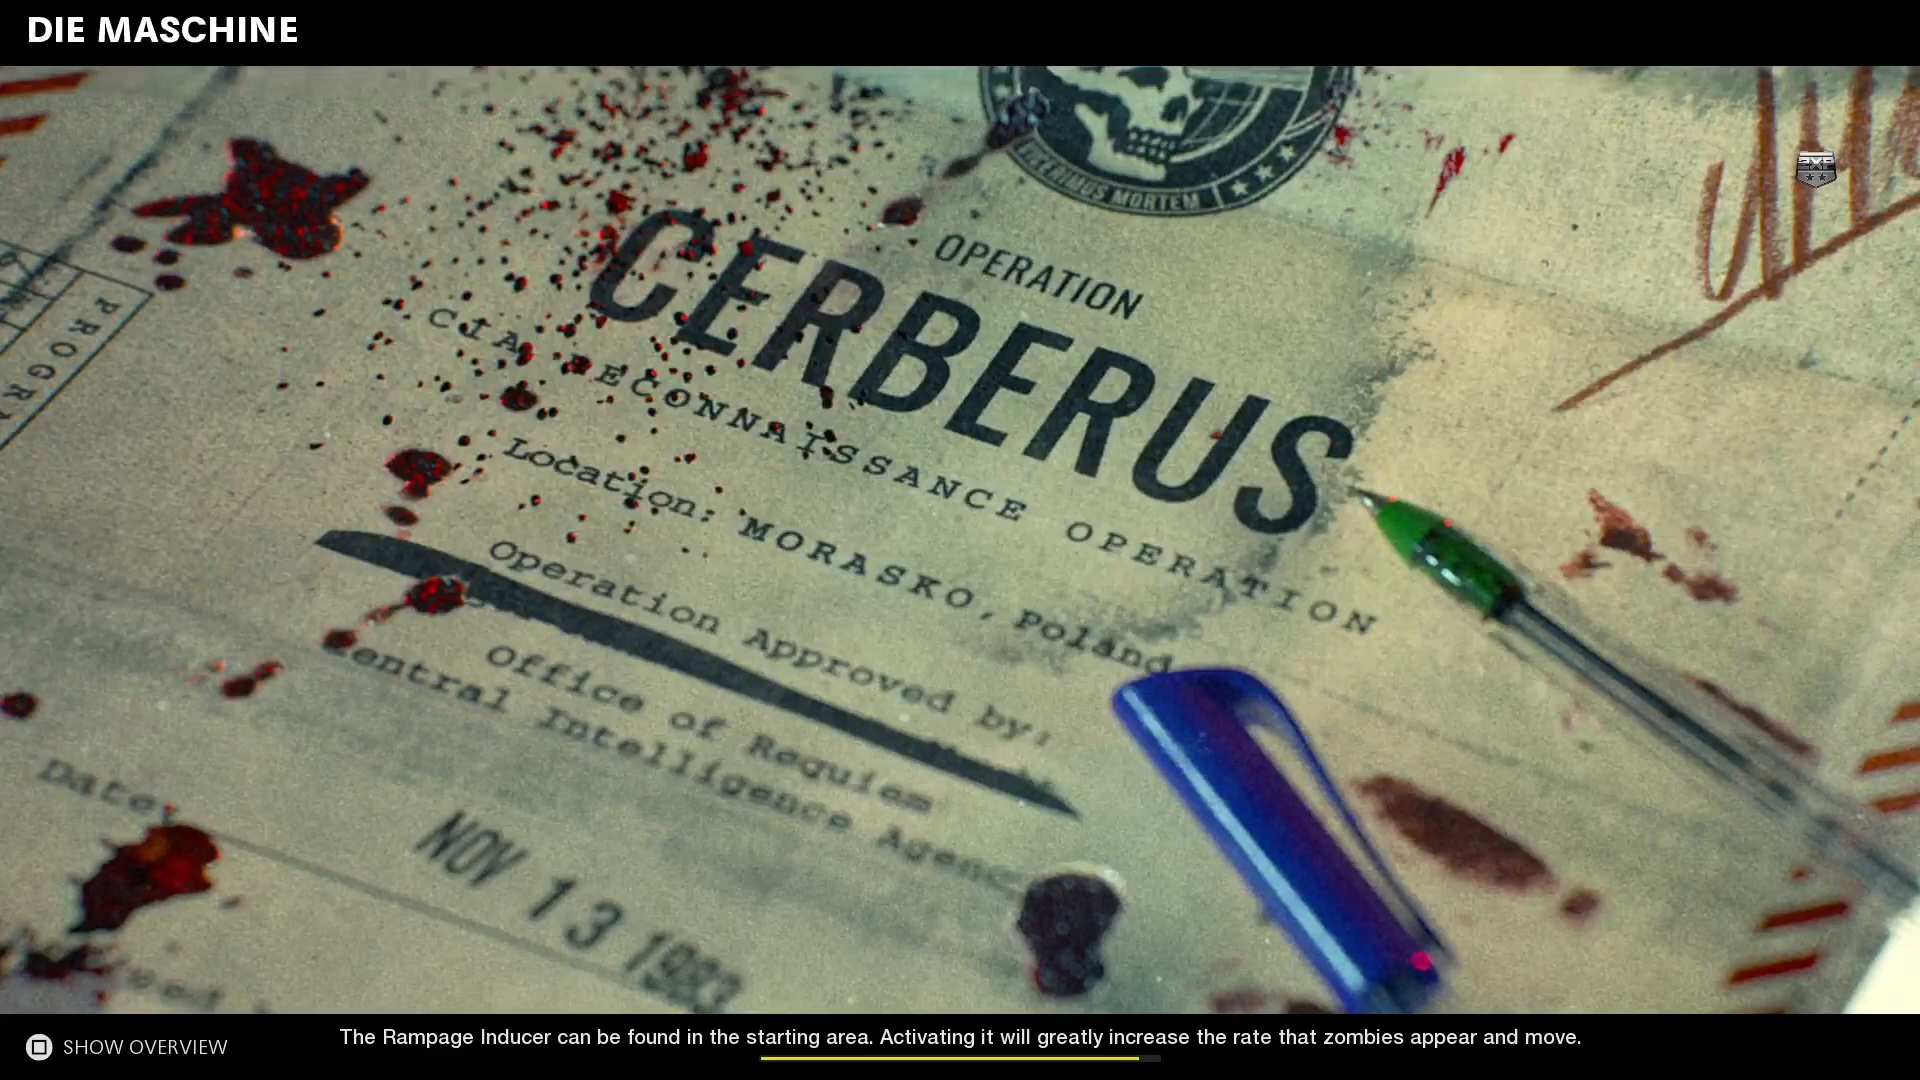 DIE MASCHINE
MORTEM
OPERATION
CERBERUS
CIA RECONNAISSANCE OPERATION
Location: MORASKO, Poland
Operation Approved by:
Office of Requiem
Central Intelligence Agency
Date:
NOV 13 1983
PROGRA
SHOW OVERVIEW
The Rampage Inducer can be found in the starting area. Activating it will greatly increase the rate that zombies appear and move.